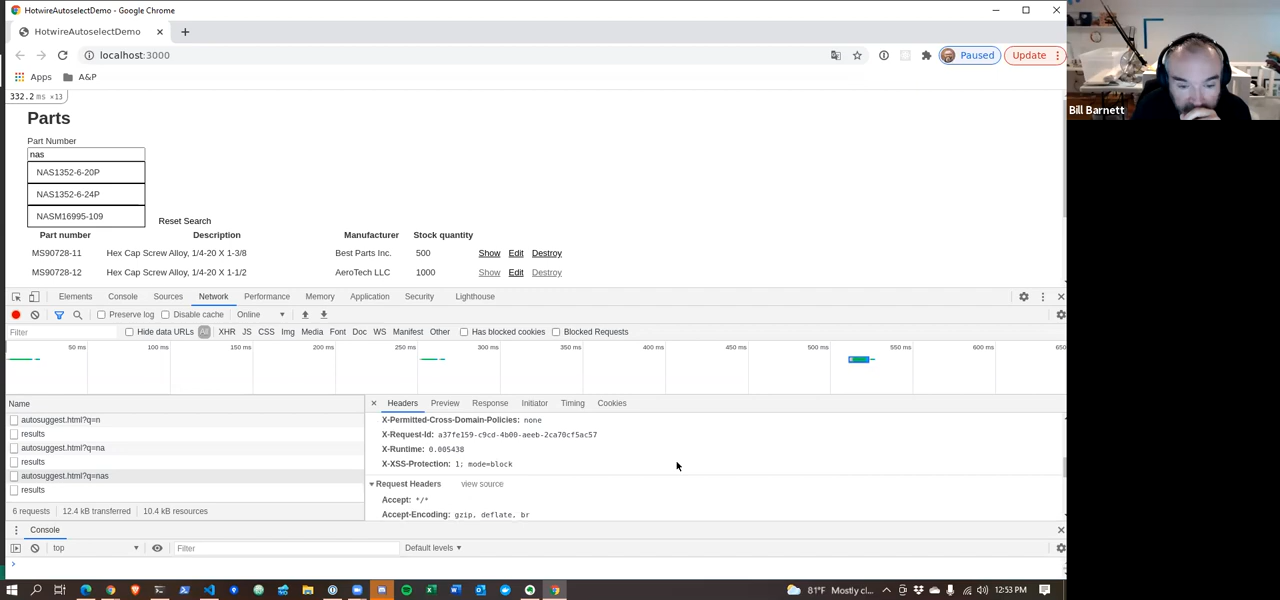 HotwireAutoselectDemo - Google Chrome
HotwireAutoselectDemo
localhost:3000
Paused
Update
Apps
A&P
332.2 ms ×13
Parts
Part Number
nas
NAS1352-6-20P
NAS1352-6-24P
NASM16995-109
Reset Search
Part number Description Manufacturer Stock quantity
MS90728-11 Hex Cap Screw Alloy, 1/4-20 X 1-3/8 Best Parts Inc. 500 Show Edit Destroy
MS90728-12 Hex Cap Screw Alloy, 1/4-20 X 1-1/2 AeroTech LLC 1000 Show Edit Destroy
Elements Console Sources Network Performance Memory Application Security Lighthouse
Preserve log Disable cache Online
Filter Hide data URLs All XHR JS CSS Img Media Font Doc WS Manifest Other Has blocked cookies Blocked Requests
50 ms 100 ms 150 ms 200 ms 250 ms 300 ms 350 ms 400 ms 450 ms 500 ms 550 ms 600 ms 650
Name
autosuggest.html?q=n
results
autosuggest.html?q=na
results
autosuggest.html?q=nas
results
6 requests 12.4 kB transferred 10.4 kB resources
Headers Preview Response Initiator Timing Cookies
X-Permitted-Cross-Domain-Policies: none
X-Request-Id: a37fe159-c9cd-4b00-aeeb-2ca70cf5ac57
X-Runtime: 0.005438
X-XSS-Protection: 1; mode=block
Request Headers view source
Accept: */*
Accept-Encoding: gzip, deflate, br
Console
top Filter Default levels
81°F Mostly cl... 12:53 PM
Bill Barnett